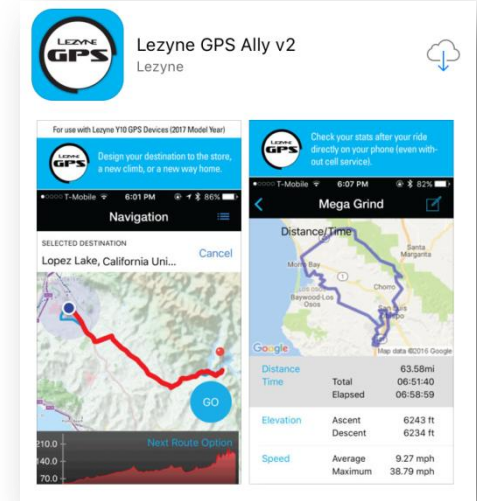 LEZYNE
GPS
Lezyne GPS Ally v2
Lezyne
For use with Lezyne Y10 GPS Devices (2017 Model Year)
LEZYNE
GPS
Design your destination to the store,
a new climb, or a new way home.
T-Mobile 6:01 PM 86%
Navigation
SELECTED DESTINATION
Lopez Lake, California Uni...
Cancel
GO
Next Route Option
210.0
140.0
70.0
LEZYNE
GPS
Check your stats after your ride
directly on your phone (even with-
out cell service).
T-Mobile 6:07 PM 82%
Mega Grind
Distance/Time
Santa
Margarita
Morro Bay
1
Chorro
Baywood-Los
Osos
San Luis
Obispo
Google
Map data ©2016 Google
Distance 63.58mi
Time Total 06:51:40
Elapsed 06:58:59
Elevation Ascent 6243 ft
Descent 6234 ft
Speed Average 9.27 mph
Maximum 38.79 mph